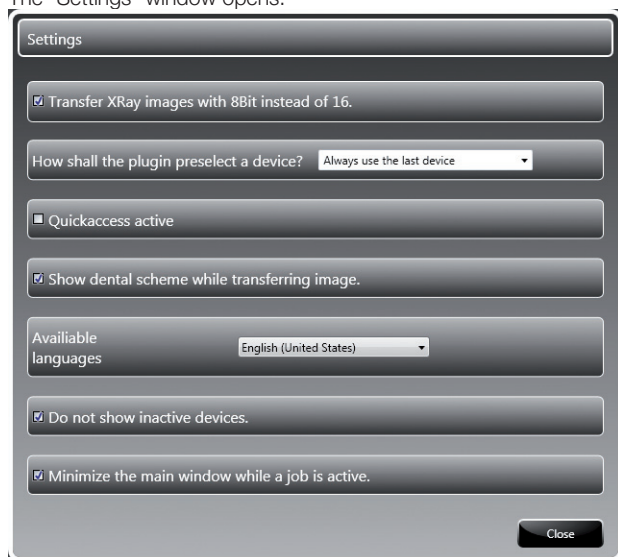 The "Settings" window opens.
Settings
Transfer XRay images with 8Bit instead of 16.
How shall the plugin preselect a device? Always use the last device
Quickaccess active
Show dental scheme while transferring image.
Availiable
languages
English (United States)
Do not show inactive devices.
Minimize the main window while a job is active.
Close